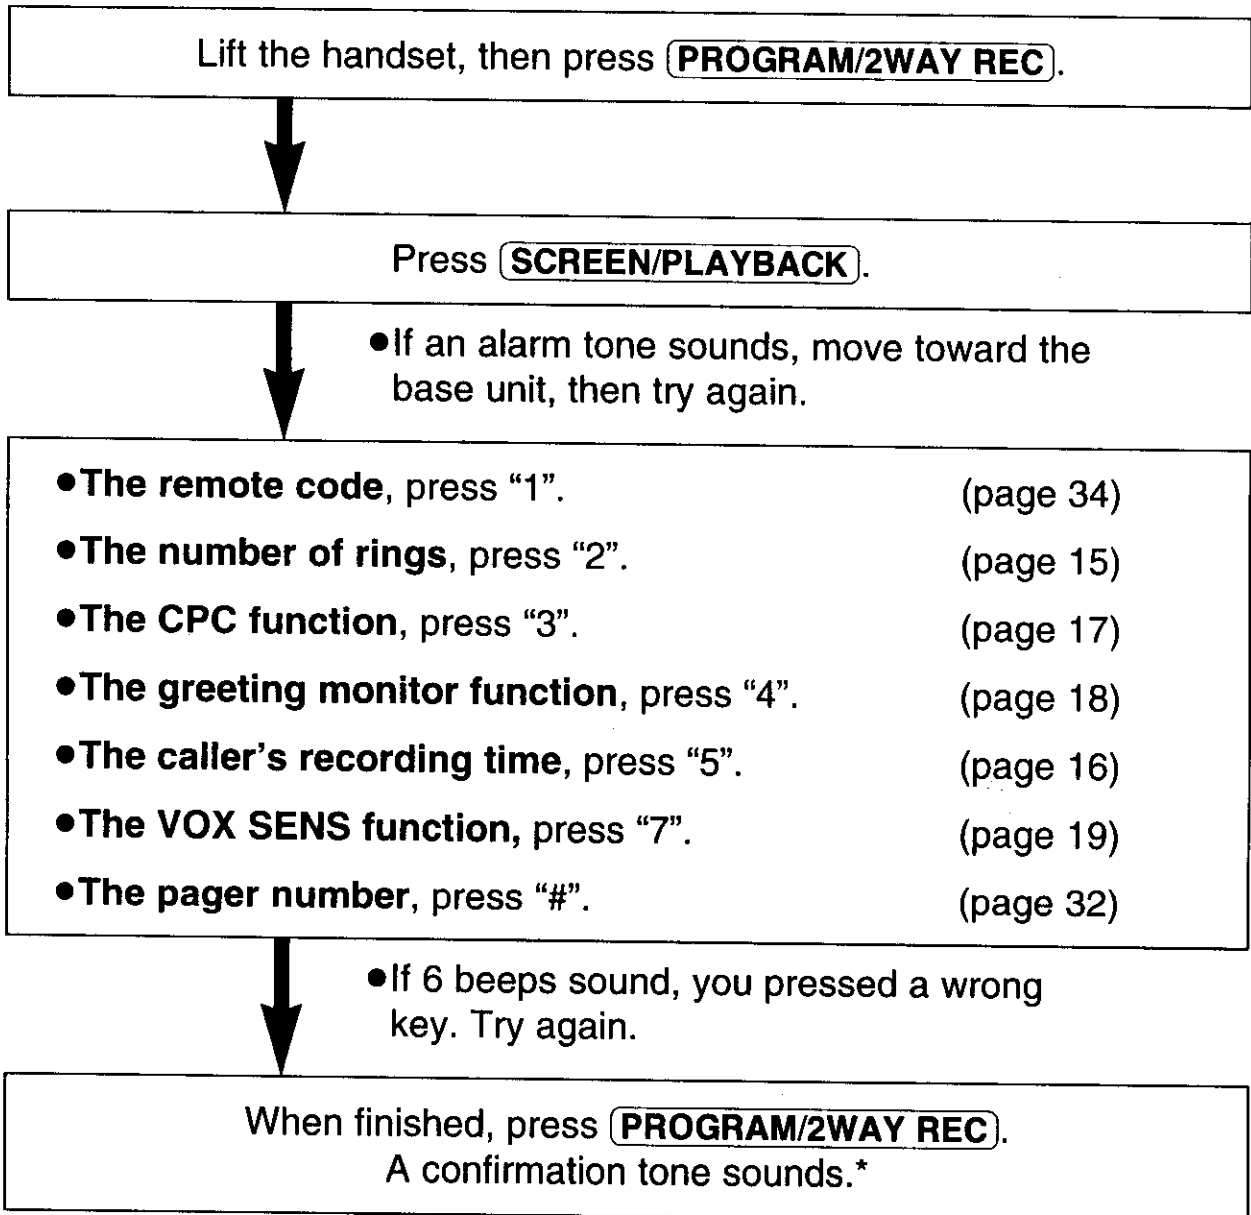 Lift the handset, then press PROGRAM/2WAY REC.
Press SCREEN/PLAYBACK.
●If an alarm tone sounds, move toward the
base unit, then try again.
●The remote code, press “1”. (page 34)
●The number of rings, press “2”. (page 15)
●The CPC function, press “3”. (page 17)
●The greeting monitor function, press “4”. (page 18)
●The caller's recording time, press “5”. (page 16)
●The VOX SENS function, press “7”. (page 19)
●The pager number, press “#”. (page 32)
●If 6 beeps sound, you pressed a wrong
key. Try again.
When finished, press PROGRAM/2WAY REC.
A confirmation tone sounds.*